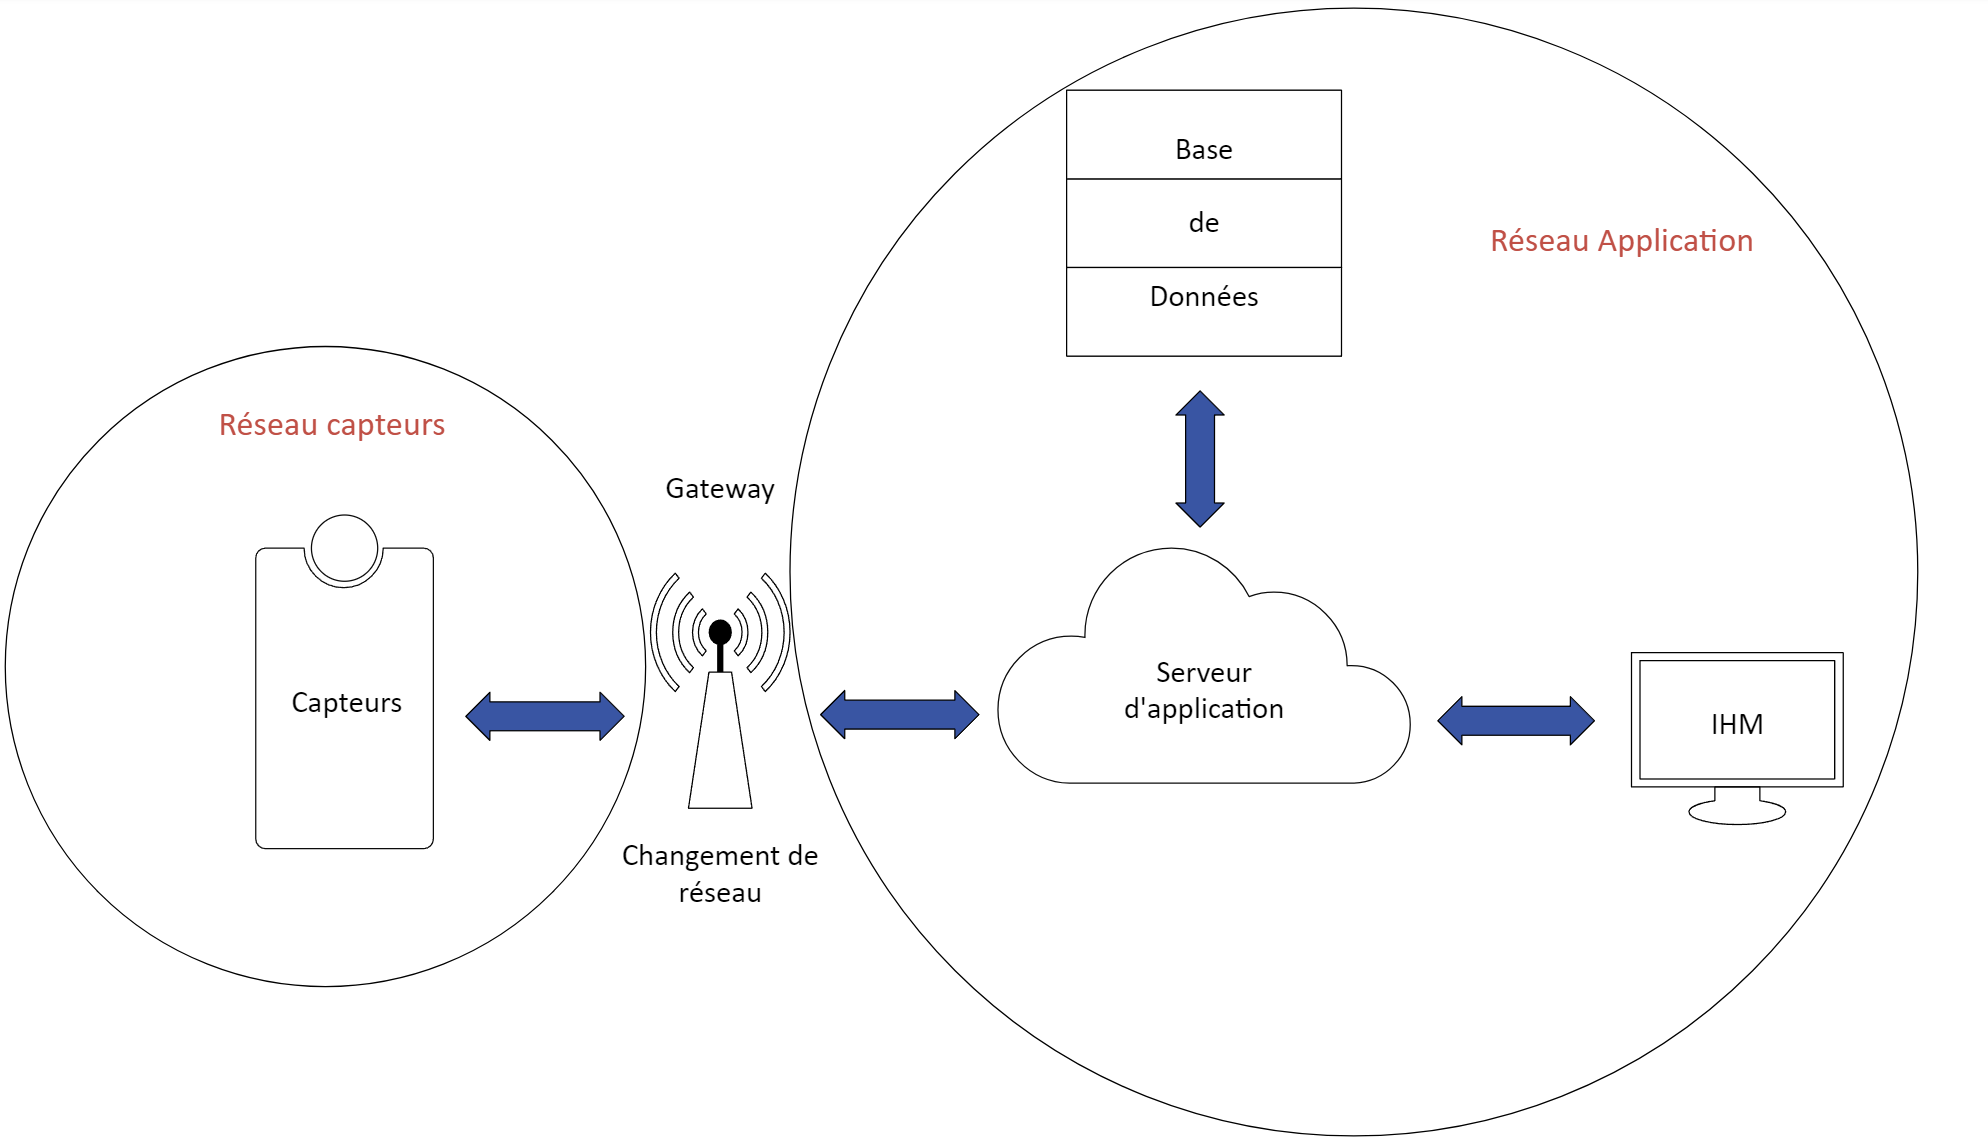 Réseau capteurs
Capteurs
Gateway
Changement de
réseau
Base
de
Données
Réseau Application
Serveur
d'application
IHM